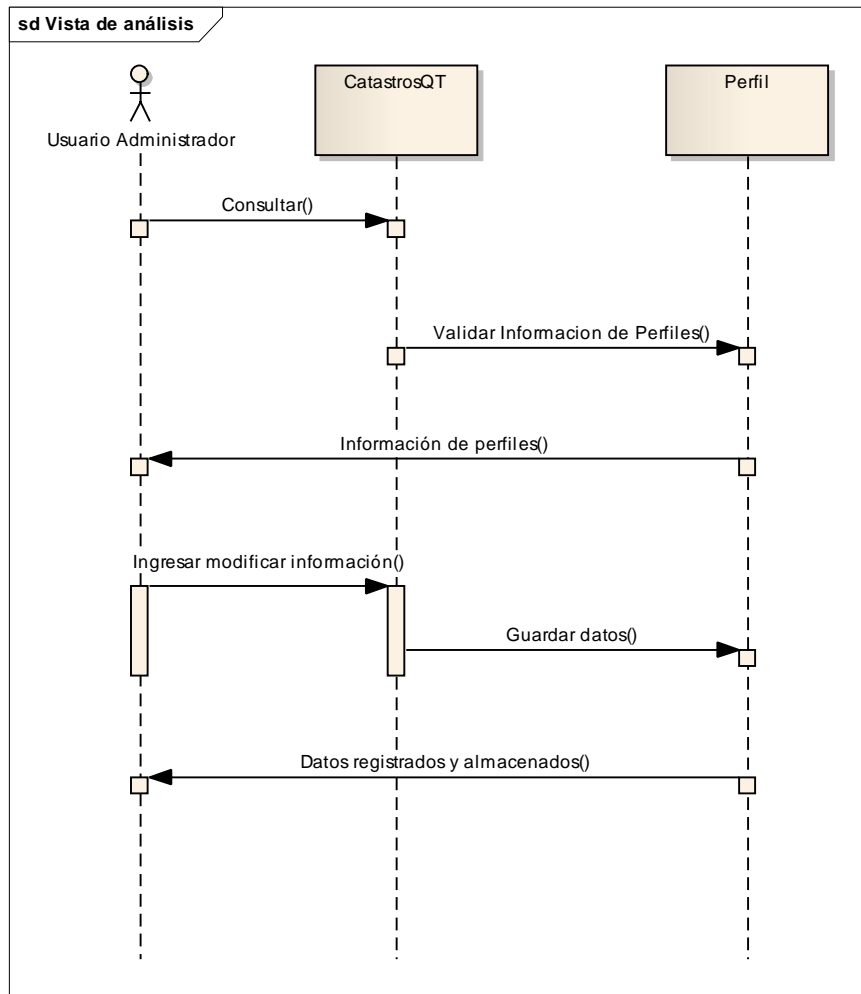 sd Vista de análisis
Usuario Administrador
CatastrosQT
Perfil
Consultar()
Validar Informacion de Perfiles()
Información de perfiles()
Ingresar modificar información()
Guardar datos()
Datos registrados y almacenados()